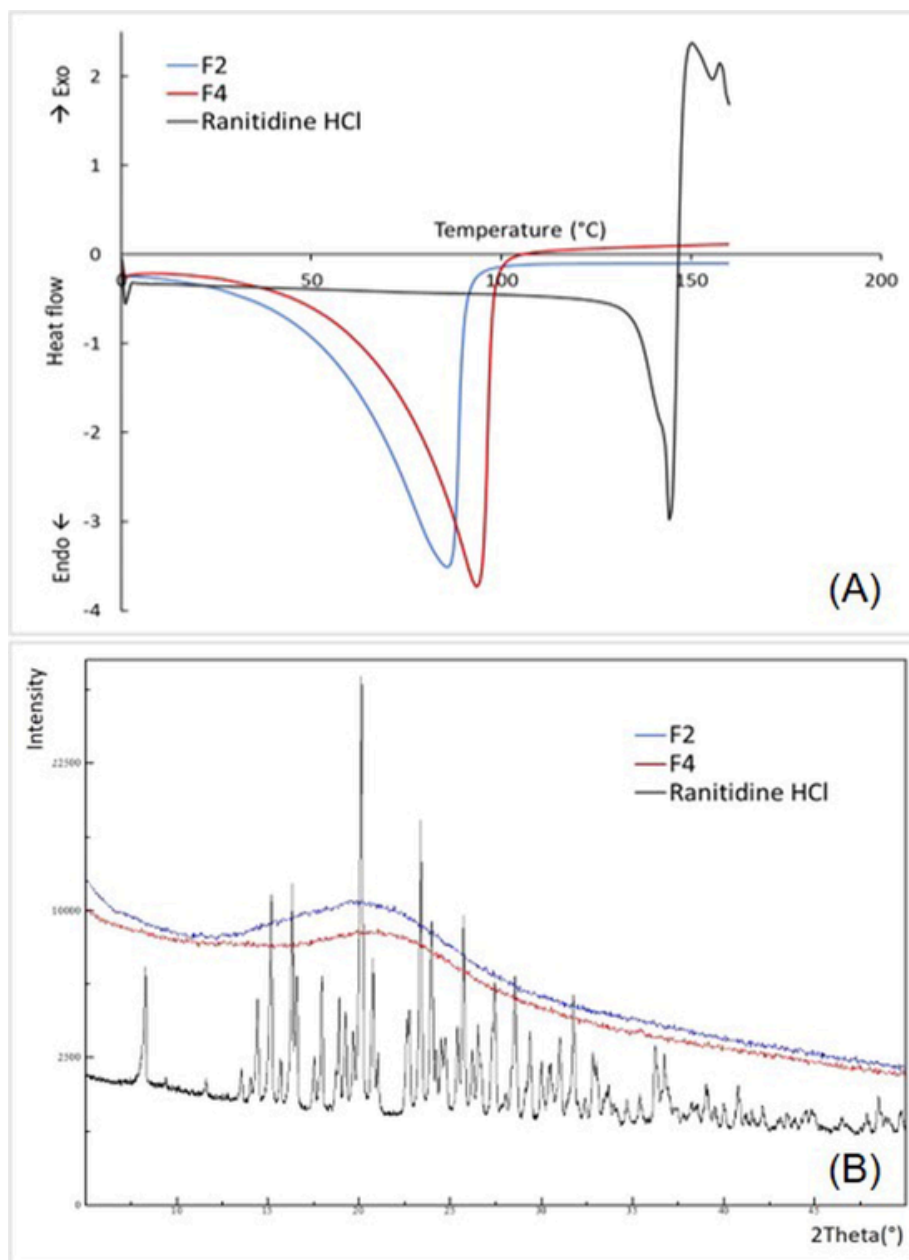 F2
F4
Ranitidine HCl
→ Exo
Heat flow
Endo ←
2
1
0
-1
-2
-3
-4
Temperature (°C)
0 50 100 150 200
(A)
Intensity
F2
F4
Ranitidine HCl
22500
10000
2500
0
10 15 20 25 30 35 40 45
2Theta(°)
(B)